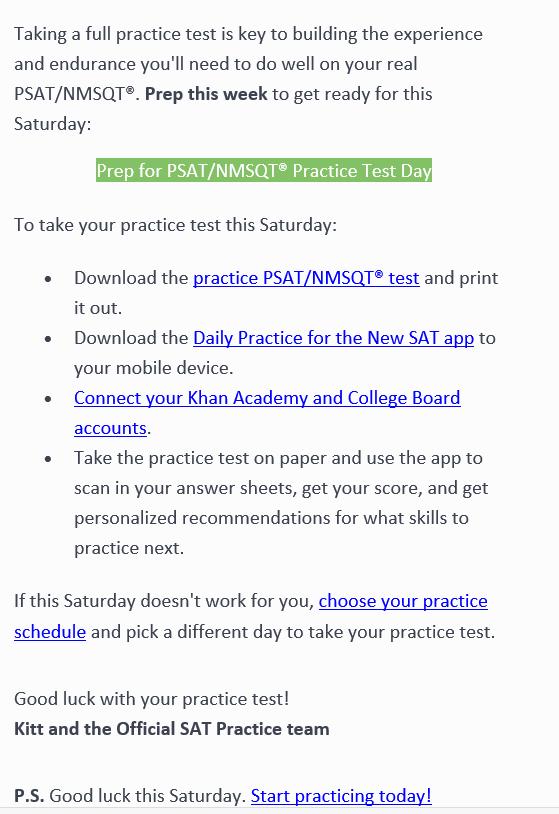 Taking a full practice test is key to building the experience
and endurance you'll need to do well on your real
PSAT/NMSQT®. Prep this week to get ready for this
Saturday:
Prep for PSAT/NMSQT® Practice Test Day
To take your practice test this Saturday:
• Download the practice PSAT/NMSQT® test and print
it out.
• Download the Daily Practice for the New SAT app to
your mobile device.
• Connect your Khan Academy and College Board
accounts.
• Take the practice test on paper and use the app to
scan in your answer sheets, get your score, and get
personalized recommendations for what skills to
practice next.
If this Saturday doesn't work for you, choose your practice
schedule and pick a different day to take your practice test.
Good luck with your practice test!
Kitt and the Official SAT Practice team
P.S. Good luck this Saturday. Start practicing today!